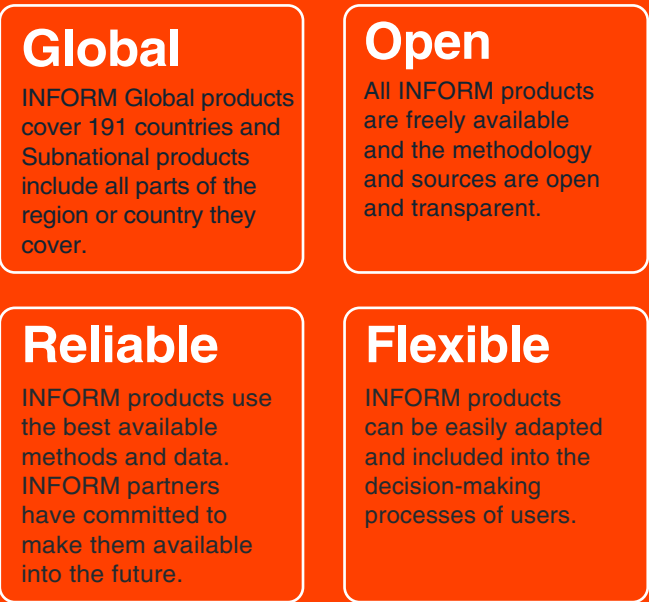 Global
INFORM Global products
cover 191 countries and
Subnational products
include all parts of the
region or country they
cover.
Open
All INFORM products
are freely available
and the methodology
and sources are open
and transparent.
Reliable
INFORM products use
the best available
methods and data.
INFORM partners
have committed to
make them available
into the future.
Flexible
INFORM products
can be easily adapted
and included into the
decision-making
processes of users.